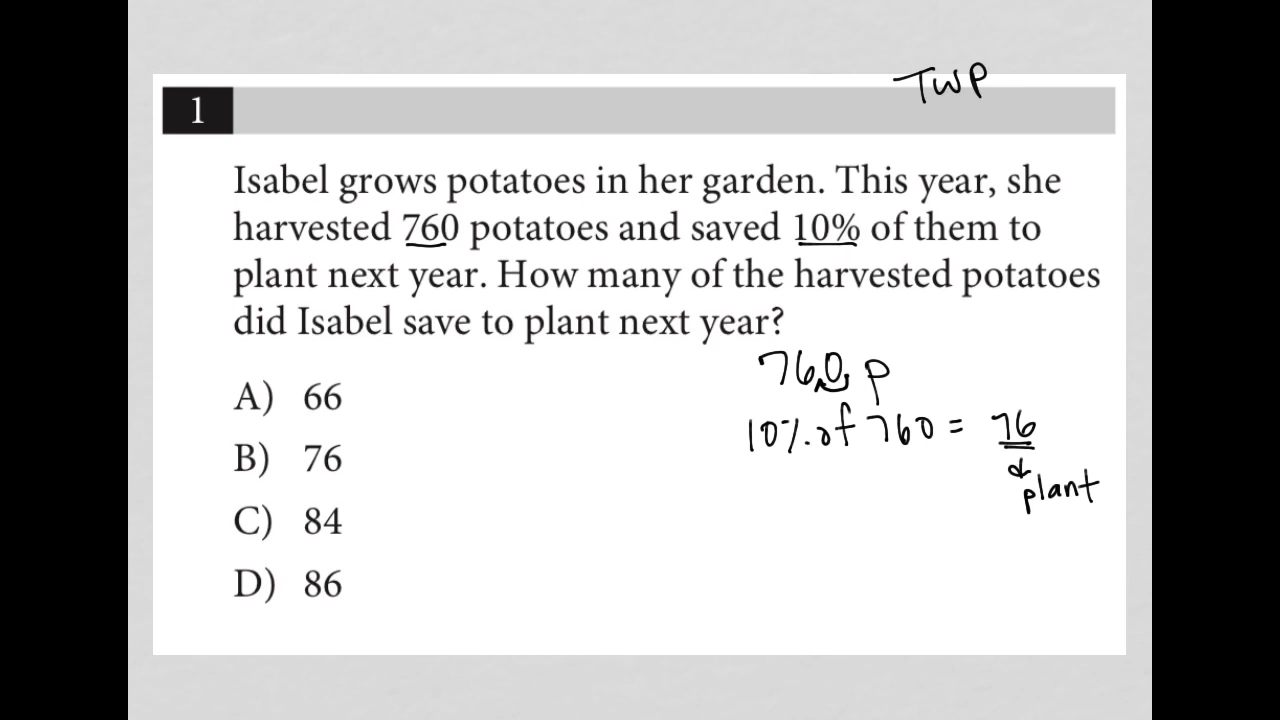 TWP
1
Isabel grows potatoes in her garden. This year, she
harvested 760 potatoes and saved 10% of them to
plant next year. How many of the harvested potatoes
did Isabel save to plant next year?
760 p
A) 66
10% of 760 = 76
B) 76
plant
C) 84
D) 86